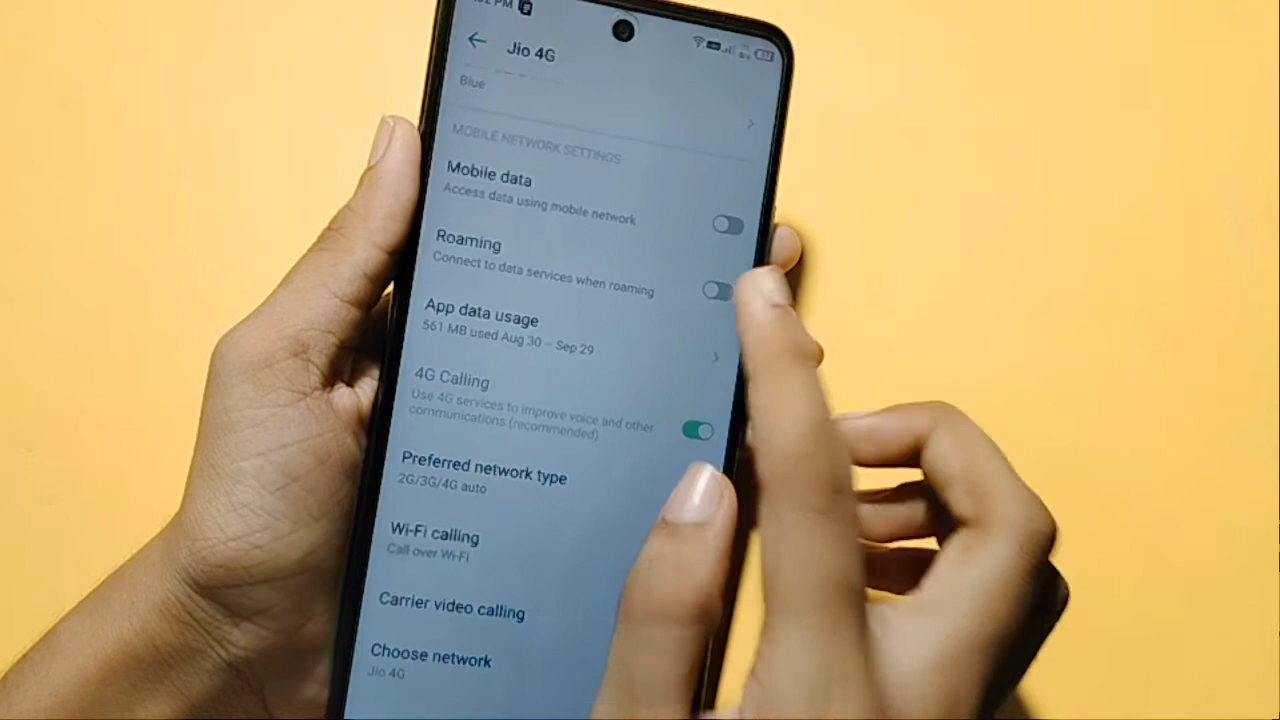 PM
Jio 4G
Blue
MOBILE NETWORK SETTINGS
Mobile data
Access data using mobile network
Roaming
Connect to data services when roaming
App data usage
561 MB used Aug 30 – Sep 29
4G Calling
Use 4G services to improve voice and other
communications (recommended)
Preferred network type
2G/3G/4G auto
Wi-Fi calling
Call over Wi-Fi
Carrier video calling
Choose network
Jio 4G